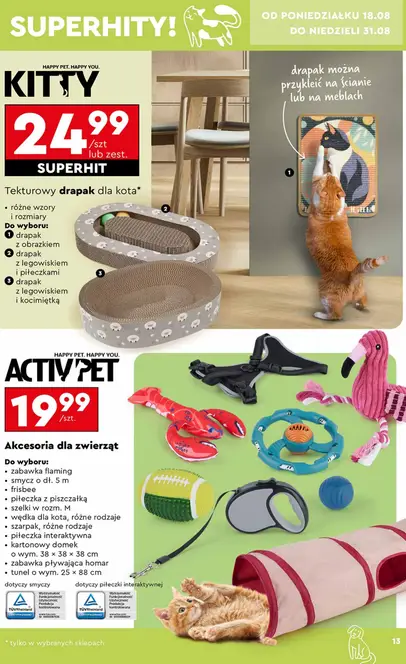 SUPERHITY!
OD PONIEDZIAŁKU 18.08
DO NIEDZIELI 31.08
HAPPY PET. HAPPY YOU.
KITTY
24.99
/szt
lub zest.
SUPERHIT
drapak można
przykleić na ścianie
lub na meblach
Tekturowy drapak dla kota*
• różne wzory
i rozmiary
Do wyboru:
1 drapak
z obrazkiem
2 drapak
z legowiskiem
i piłeczkami
3 drapak
z legowiskiem
i kocimiętką
1
2
3
HAPPY PET. HAPPY YOU.
ACTIV PET
19.99
/szt.
Akcesoria dla zwierząt
Do wyboru:
• zabawka flaming
• smycz o dł. 5 m
• frisbee
• piłeczka z piszczałką
• szelki w rozm. M
• wędka dla kota, różne rodzaje
• szarpak, różne rodzaje
• piłeczka interaktywna
• kartonowy domek
o wym. 38 × 38 × 38 cm
• zabawka pływająca homar
• tunel o wym. 25 × 88 cm
dotyczy smyczy
dotyczy piłeczki interaktywnej
* tylko w wybranych sklepach
13